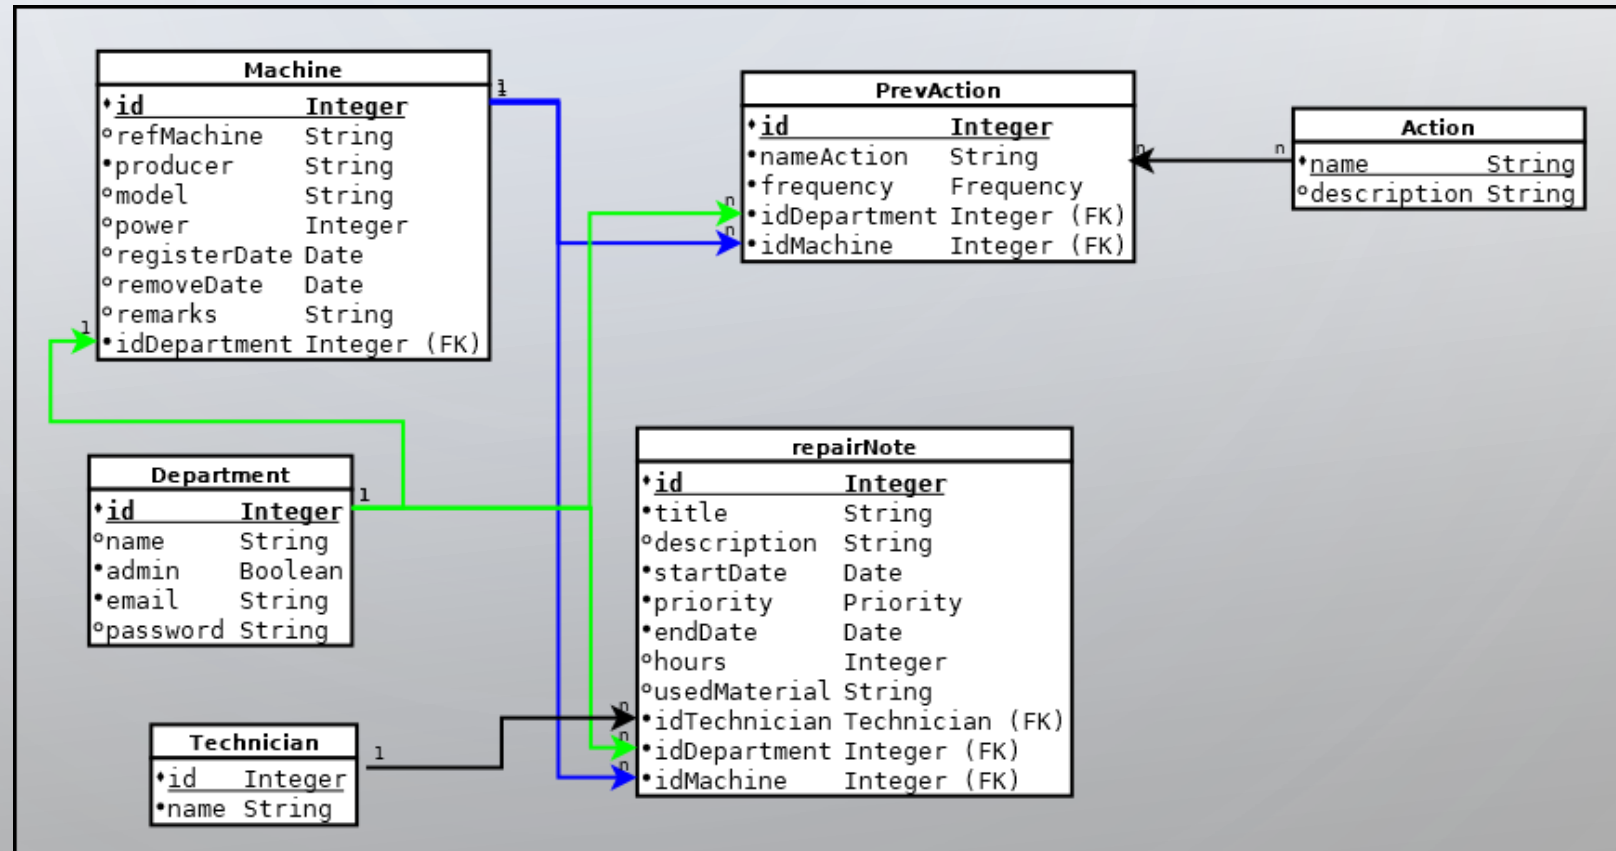 Machine
id Integer
refMachine String
producer String
model String
power Integer
registerDate Date
removeDate Date
remarks String
idDepartment Integer (FK)
1
1
1
PrevAction
id Integer
nameAction String
frequency Frequency
idDepartment Integer (FK)
idMachine Integer (FK)
n
n
n
n
Action
name String
description String
Department
id Integer
name String
admin Boolean
email String
password String
1
repairNote
id Integer
title String
description String
startDate Date
priority Priority
endDate Date
hours Integer
usedMaterial String
idTechnician Technician (FK)
idDepartment Integer (FK)
idMachine Integer (FK)
n
n
n
Technician
id Integer
name String
1